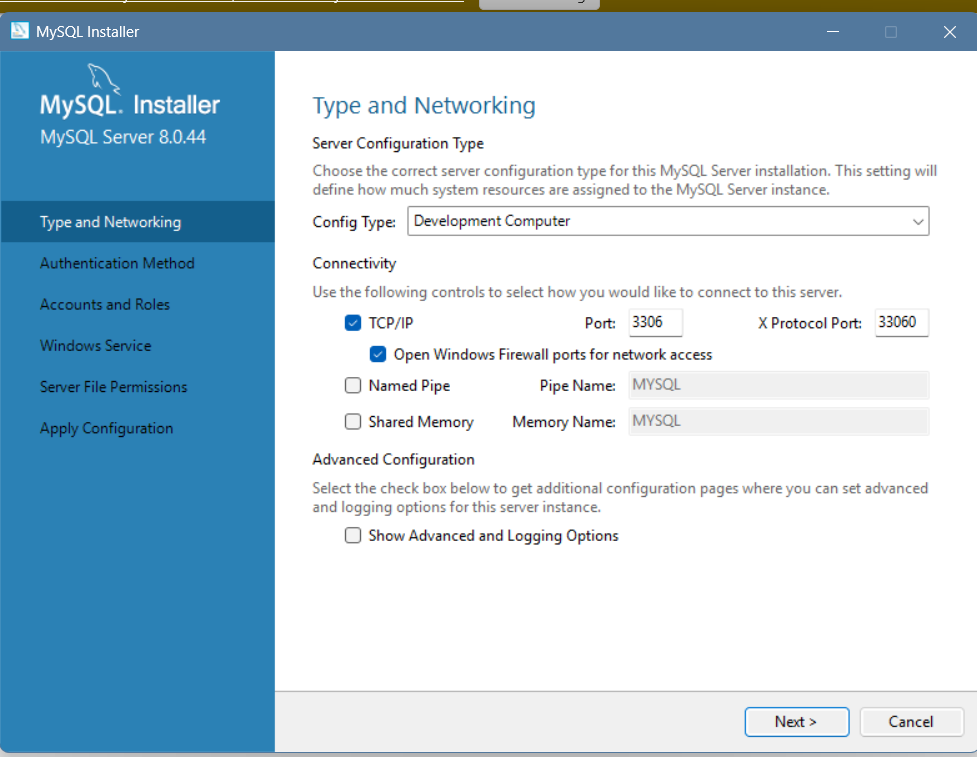 MySQL Installer
MySQL. Installer
MySQL Server 8.0.44
Type and Networking
Authentication Method
Accounts and Roles
Windows Service
Server File Permissions
Apply Configuration
Type and Networking
Server Configuration Type
Choose the correct server configuration type for this MySQL Server installation. This setting will
define how much system resources are assigned to the MySQL Server instance.
Config Type: Development Computer
Connectivity
Use the following controls to select how you would like to connect to this server.
TCP/IP Port: 3306 X Protocol Port: 33060
Open Windows Firewall ports for network access
Named Pipe Pipe Name: MYSQL
Shared Memory Memory Name: MYSQL
Advanced Configuration
Select the check box below to get additional configuration pages where you can set advanced
and logging options for this server instance.
Show Advanced and Logging Options
Next > Cancel